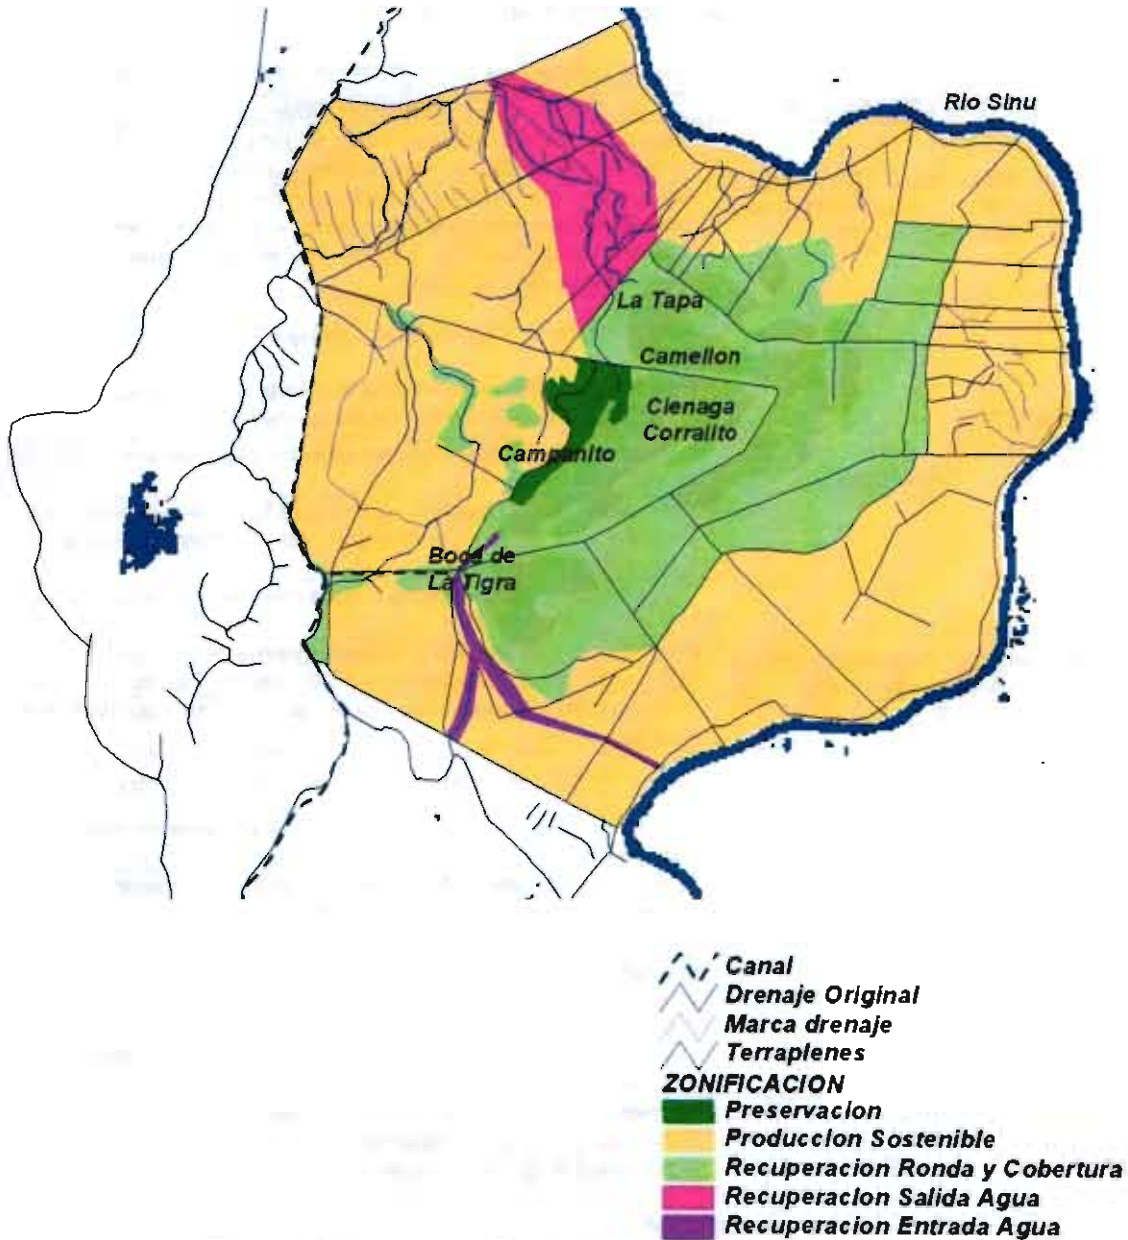 Rio Sinu
La Tapa
Camellon
Cienaga
Corralito
Campanito
Boca de
La Tigra
Canal
Drenaje Original
Marca drenaje
Terraplenes
ZONIFICACION
Preservacion
Produccion Sostenible
Recuperacion Ronda y Cobertura
Recuperacion Salida Agua
Recuperacion Entrada Agua